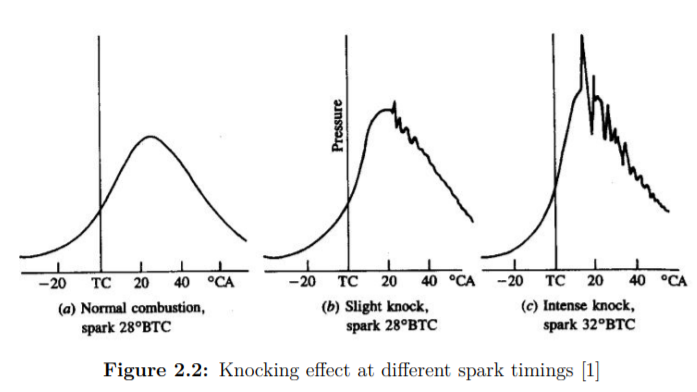 Pressure
−20 TC 20 40 °CA
−20 TC 20 40 °CA
−20 TC 20 40 °CA
(a) Normal combustion,
spark 28°BTC
(b) Slight knock,
spark 28°BTC
(c) Intense knock,
spark 32°BTC
Figure 2.2: Knocking effect at different spark timings [1]